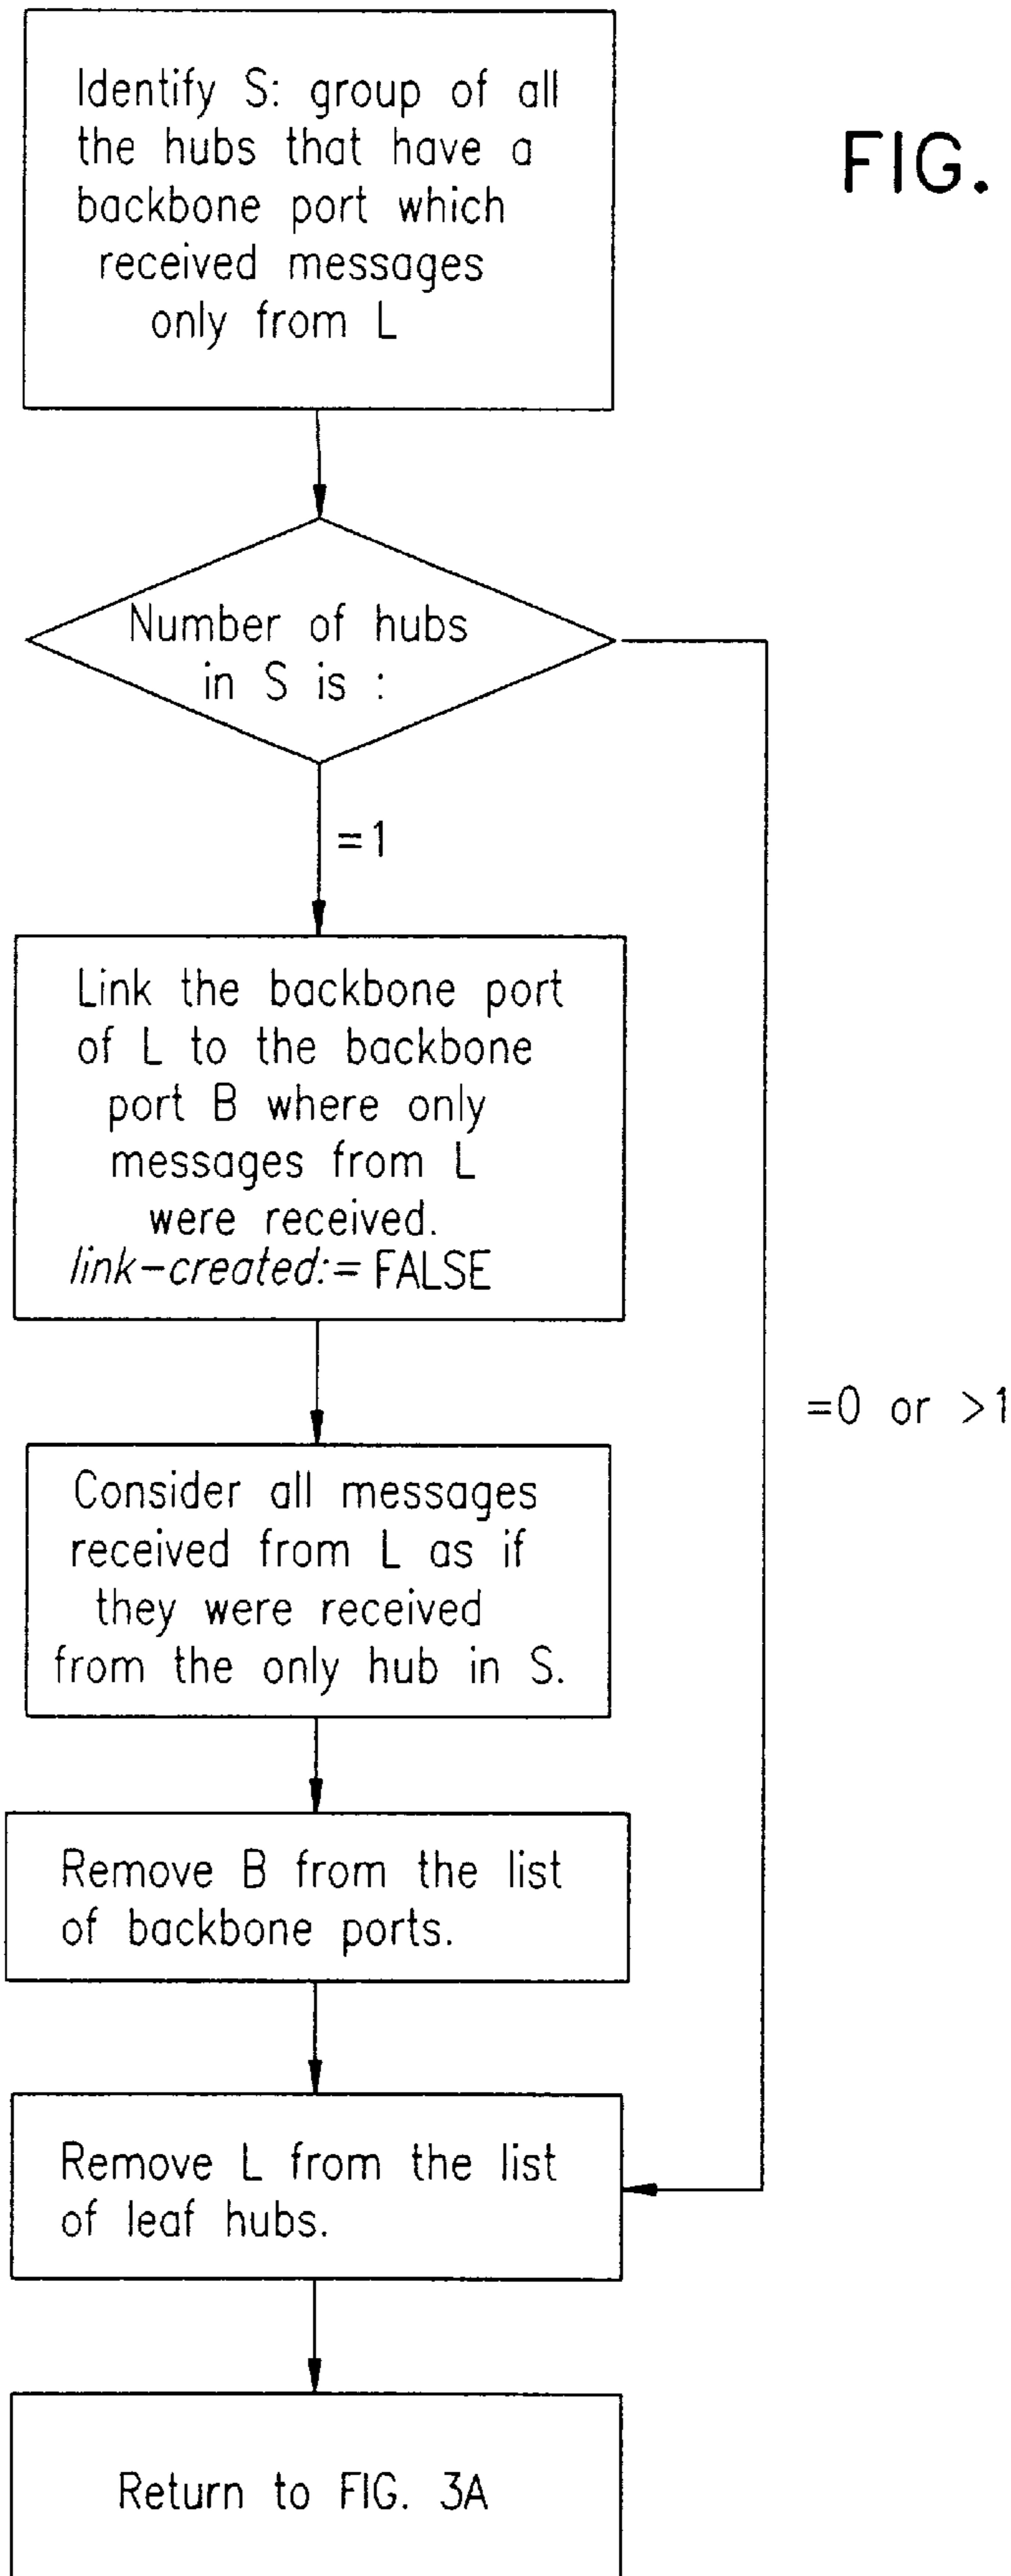 Identify S: group of all
the hubs that have a
backbone port which
received messages
only from L
FIG.
Number of hubs
in S is :
=1
Link the backbone port
of L to the backbone
port B where only
messages from L
were received.
link-created:= FALSE
=0 or >1
Consider all messages
received from L as if
they were received
from the only hub in S.
Remove B from the list
of backbone ports.
Remove L from the list
of leaf hubs.
Return to FIG. 3A